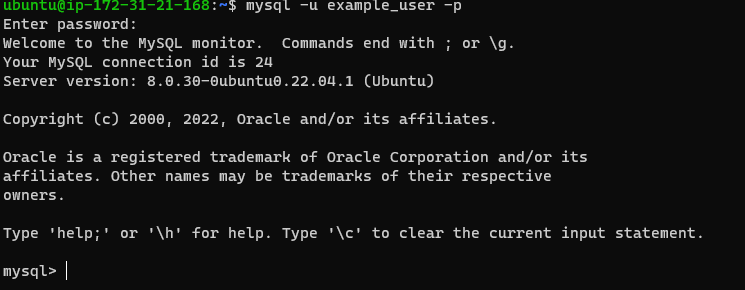 ubuntu@ip-172-31-21-168:~$ mysql -u example_user -p
Enter password:
Welcome to the MySQL monitor.  Commands end with ; or \g.
Your MySQL connection id is 24
Server version: 8.0.30-0ubuntu0.22.04.1 (Ubuntu)

Copyright (c) 2000, 2022, Oracle and/or its affiliates.

Oracle is a registered trademark of Oracle Corporation and/or its
affiliates. Other names may be trademarks of their respective
owners.

Type 'help;' or '\h' for help. Type '\c' to clear the current input statement.

mysql>